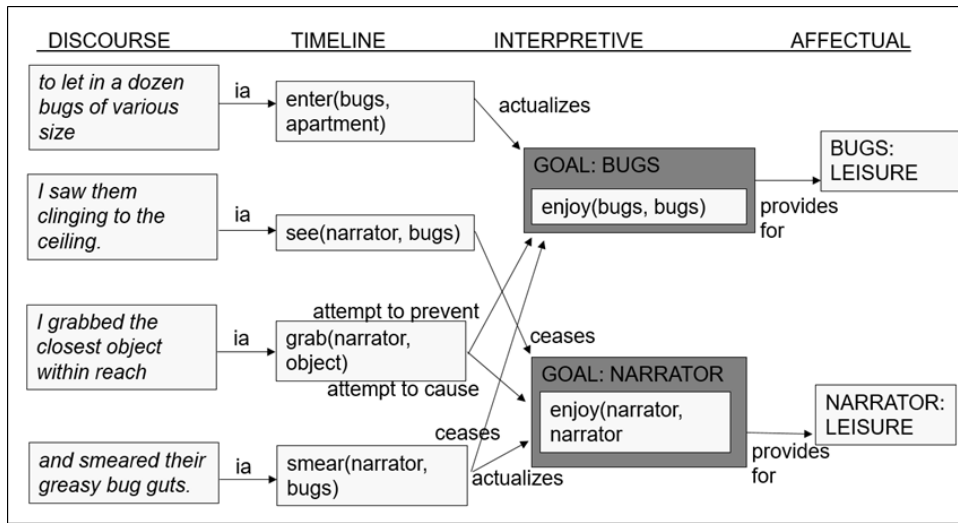 DISCOURSE
TIMELINE
INTERPRETIVE
AFFECTUAL
to let in a dozen
bugs of various
size
ia
enter(bugs,
apartment)
actualizes
GOAL: BUGS
enjoy(bugs, bugs)
provides
for
BUGS:
LEISURE
I saw them
clinging to the
ceiling.
ia
see(narrator, bugs)
ceases
I grabbed the
closest object
within reach
ia
attempt to prevent
grab(narrator,
object)
attempt to cause
GOAL: NARRATOR
enjoy(narrator,
narrator
provides
for
NARRATOR:
LEISURE
and smeared their
greasy bug guts.
ia
smear(narrator,
bugs)
ceases
actualizes